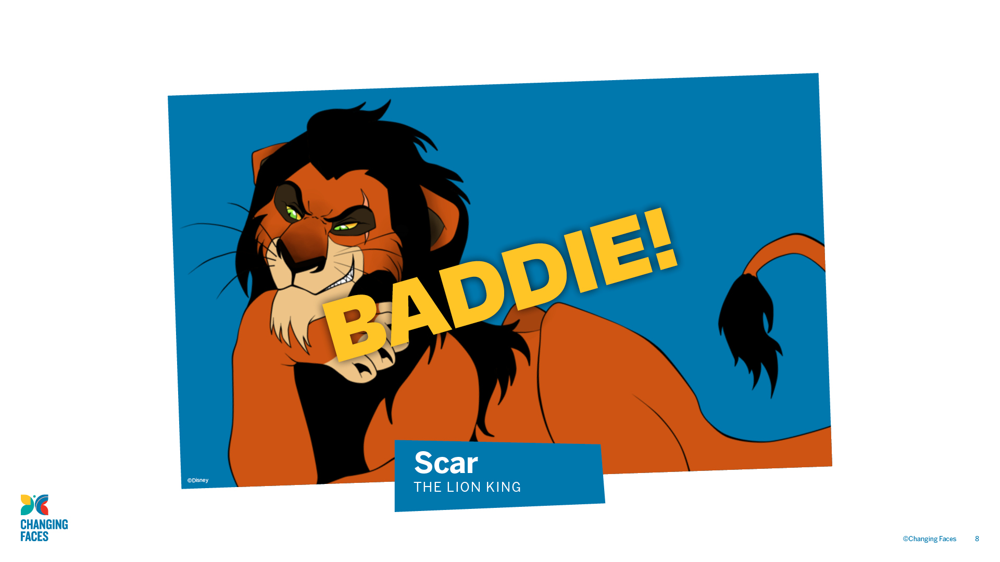 BADDIE!
Scar
THE LION KING
©Disney
CHANGING
FACES
©Changing Faces 8